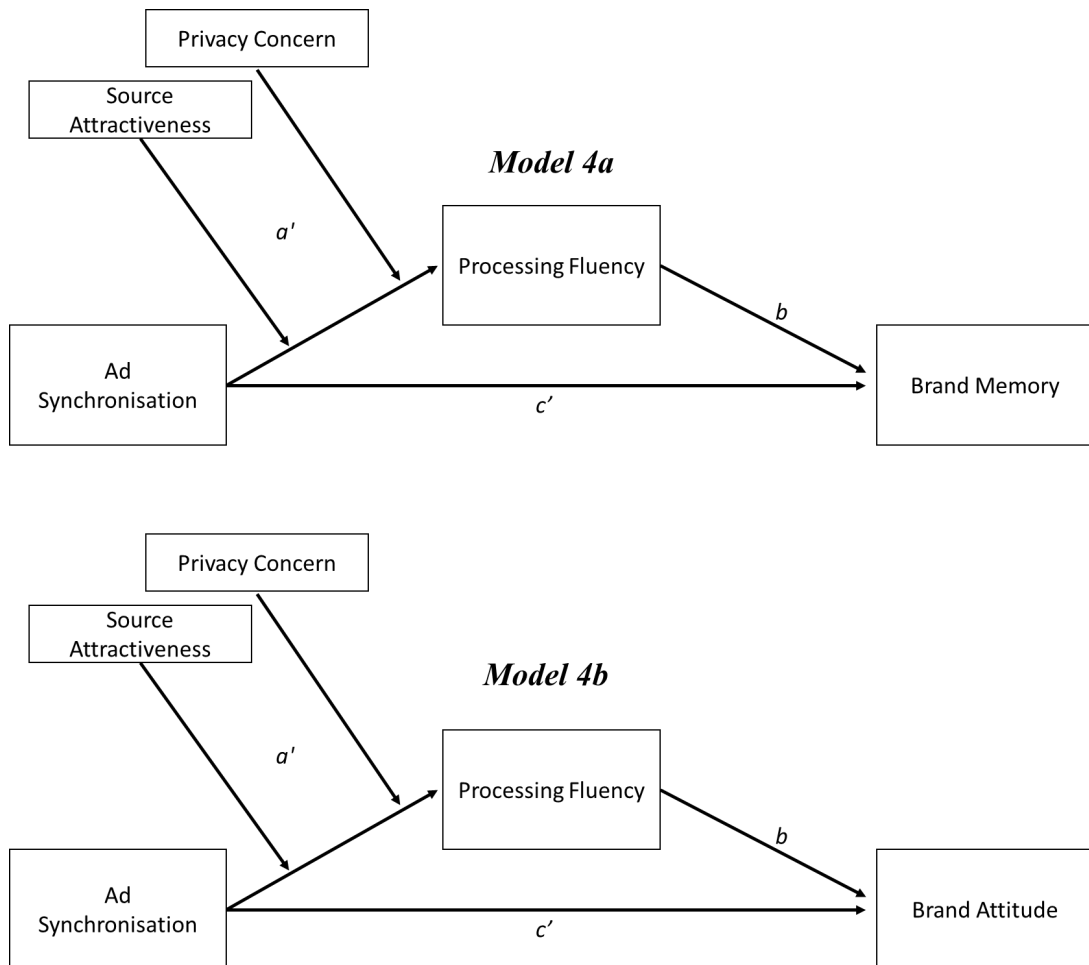 Privacy Concern
Source
Attractiveness
Model 4a
a'
Processing Fluency
b
Ad
Synchronisation
c’
Brand Memory
Privacy Concern
Source
Attractiveness
Model 4b
a'
Processing Fluency
b
Ad
Synchronisation
c’
Brand Attitude